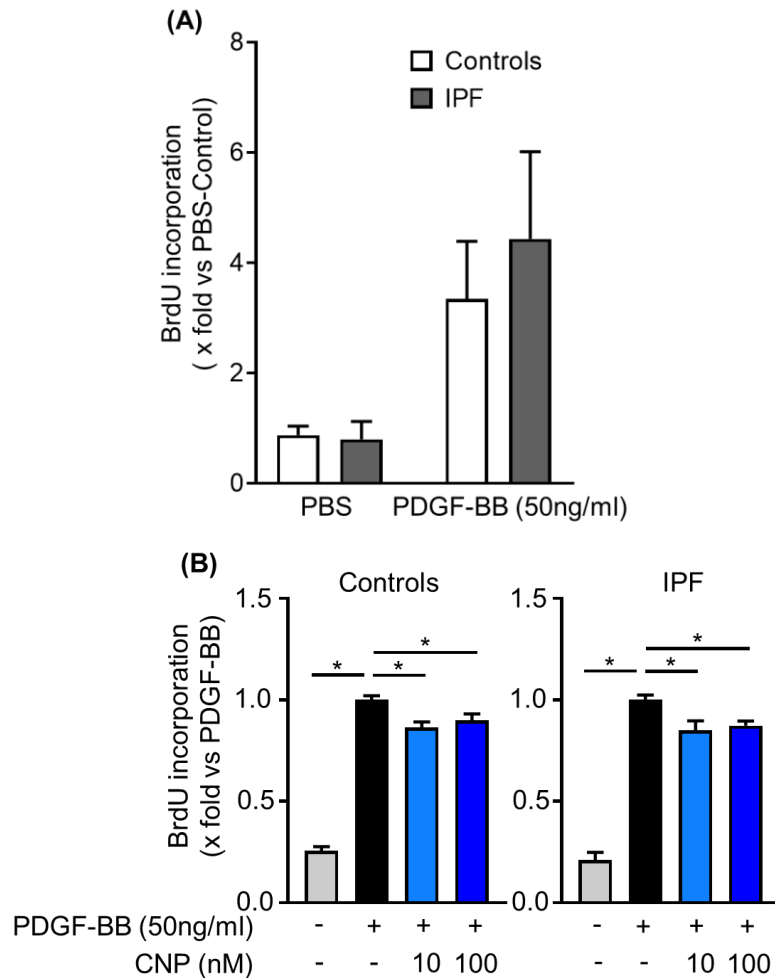 (A)
8
6
4
2
0
BrdU incorporation
( x fold vs PBS-Control)
Controls
IPF
PBS
PDGF-BB (50ng/ml)
(B)
Controls
IPF
BrdU incorporation
(x fold vs PDGF-BB)
1.5
1.0
0.5
0.0
* * *
1.5
1.0
0.5
0.0
* * *
PDGF-BB (50ng/ml) - + + + - + + +
CNP (nM) - - 10 100 - - 10 100